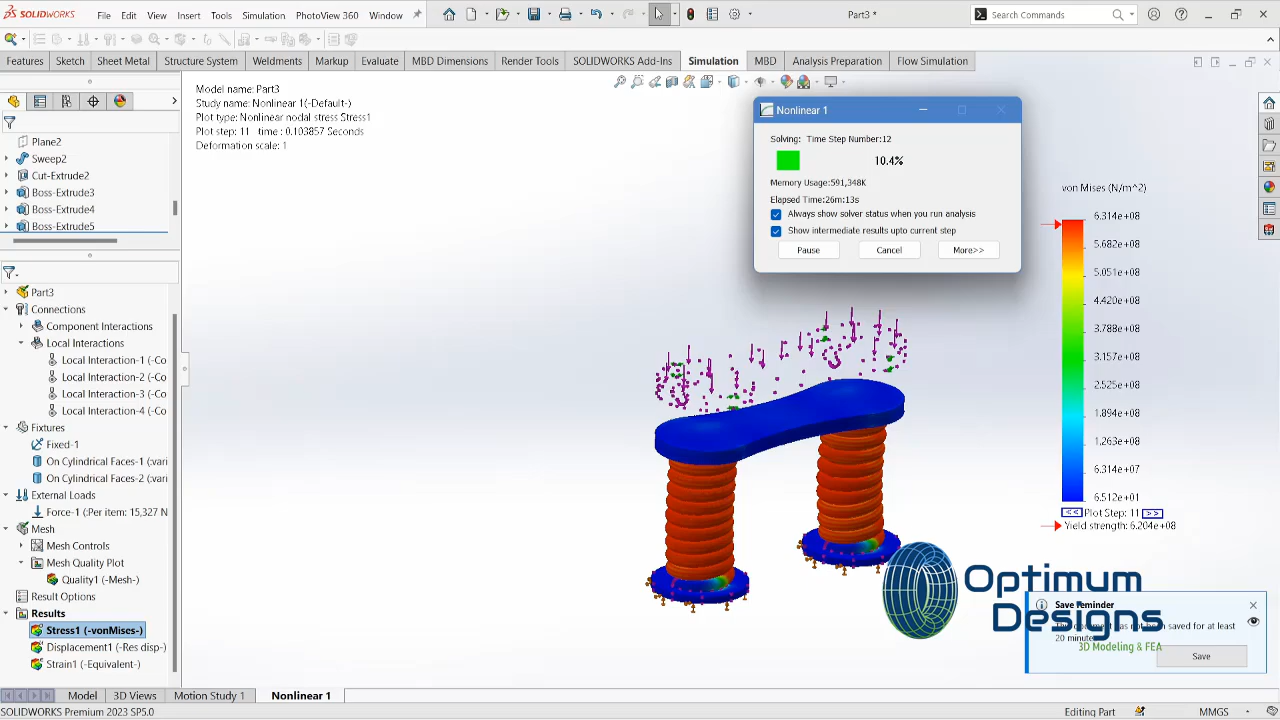 SOLIDWORKS File Edit View Insert Tools Simulation PhotoView 360 Window Part3 * Search Commands
Features Sketch Sheet Metal Structure System Weldments Markup Evaluate MBD Dimensions Render Tools SOLIDWORKS Add-Ins Simulation MBD Analysis Preparation Flow Simulation
Model name: Part3
Study name: Nonlinear 1(-Default-)
Plot type: Nonlinear nodal stress Stress1
Plot step: 11 time : 0.103857 Seconds
Deformation scale: 1
Plane2
Sweep2
Cut-Extrude2
Boss-Extrude3
Boss-Extrude4
Boss-Extrude5
Part3
Connections
Component Interactions
Local Interactions
Local Interaction-1 (-Co
Local Interaction-2 (-Co
Local Interaction-3 (-Co
Local Interaction-4 (-Co
Fixtures
Fixed-1
On Cylindrical Faces-1 (:vari
On Cylindrical Faces-2 (:vari
External Loads
Force-1 (:Per item: 15,327 N
Mesh
Mesh Controls
Mesh Quality Plot
Quality1 (-Mesh-)
Result Options
Results
Stress1 (-vonMises-)
Displacement1 (-Res disp-)
Strain1 (-Equivalent-)
Nonlinear 1
Solving: Time Step Number:12
10.4%
Memory Usage:591,348K
Elapsed Time:26m:13s
Always show solver status when you run analysis
Show intermediate results upto current step
Pause Cancel More>>
von Mises (N/m^2)
6.314e+08
5.682e+08
5.051e+08
4.420e+08
3.788e+08
3.157e+08
2.525e+08
1.894e+08
1.263e+08
6.314e+07
6.512e+01
<< Plot Step: 11 >>
Yield strength: 6.204e+08
Optimum
Designs
3D Modeling & FEA
Save reminder
has not been saved for at least
20 minutes
Save
Model 3D Views Motion Study 1 Nonlinear 1
SOLIDWORKS Premium 2023 SP5.0 Editing Part MMGS